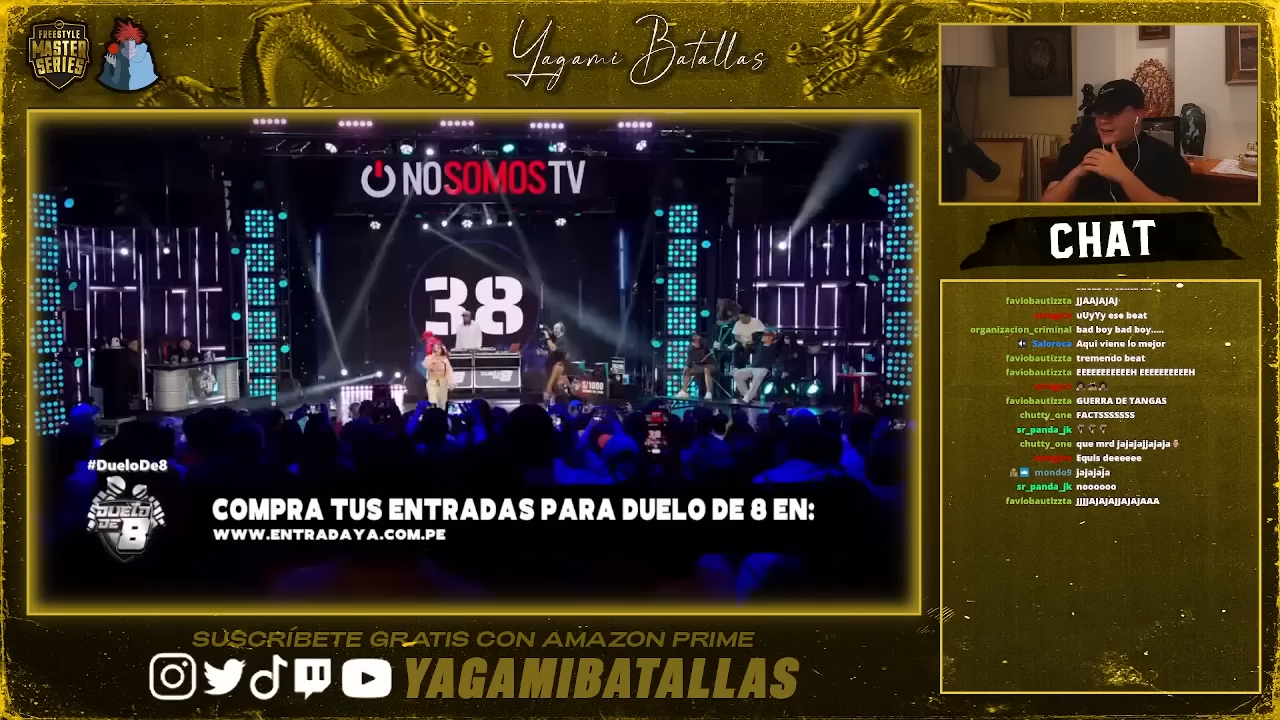 FREESTYLE
MASTER
SERIES
Yagami Batallas
NOSOMOSTV
38
S/1000
#DueloDe8
DUELO
DE 8
COMPRA TUS ENTRADAS PARA DUELO DE 8 EN:
WWW.ENTRADAYA.COM.PE
SUSCRÍBETE GRATIS CON AMAZON PRIME
YAGAMIBATALLAS
CHAT
faviobautizzta JJAAJAJAJ
uUyYy ese beat
organizacion_criminal bad boy bad boy.....
Saloroca Aqui viene lo mejor
faviobautizzta tremendo beat
faviobautizzta EEEEEEEEEEEH EEEEEEEEEEH
faviobautizzta GUERRA DE TANGAS
chutty_one FACTSSSSSSS
sr_panda_jk
chutty_one que mrd jajajajjajaja
Equis deeeeee
mondo9 jajajaja
sr_panda_jk noooooo
faviobautizzta JJJJAJAJAJJAJAJAAA